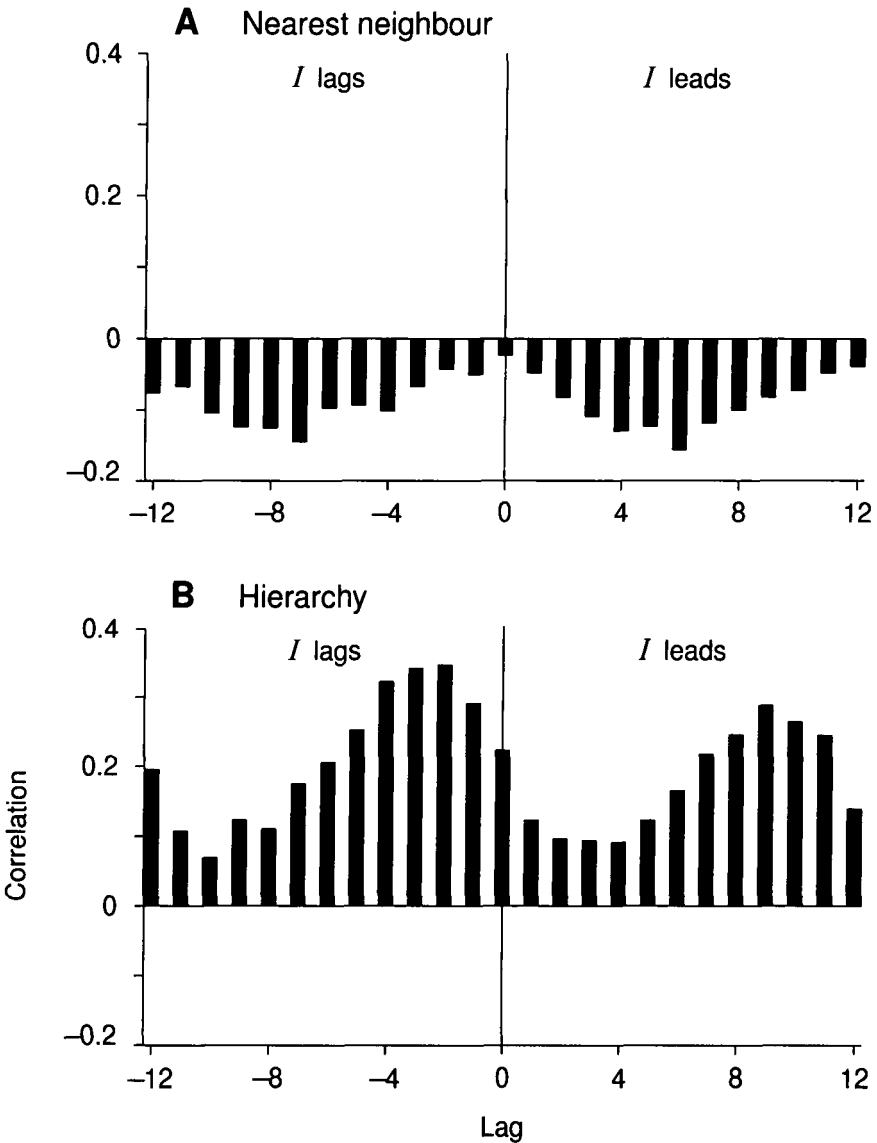 A Nearest neighbour
0.4
I lags
I leads
0.2
0
–0.2
–12 –8 –4 0 4 8 12
B Hierarchy
0.4
I lags
I leads
0.2
0
–0.2
Correlation
–12 –8 –4 0 4 8 12
Lag